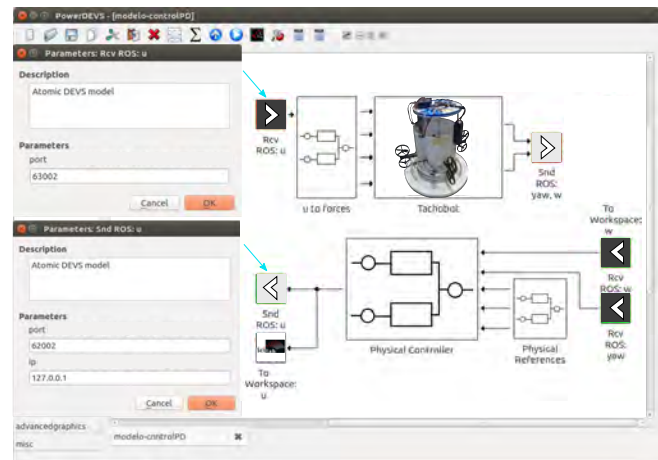 PowerDEVS - [modelo-controlPD]
Parameters: Rcv ROS: u
Description
Atomic DEVS model
Parameters
port
63002
Cancel
OK
Rcv
ROS: u
u to forces
Tachobot
Snd
ROS:
yaw, w
Parameters: Snd ROS: u
Description
Atomic DEVS model
Parameters
port
62002
ip
127.0.0.1
Cancel
OK
Snd
ROS: u
To
Workspace:
u
Physical Controller
Physical
References
To
Workspace:
w
Rcv
ROS: w
Rcv
ROS:
yow
advancedgraphics
misc
modelo-controlPD